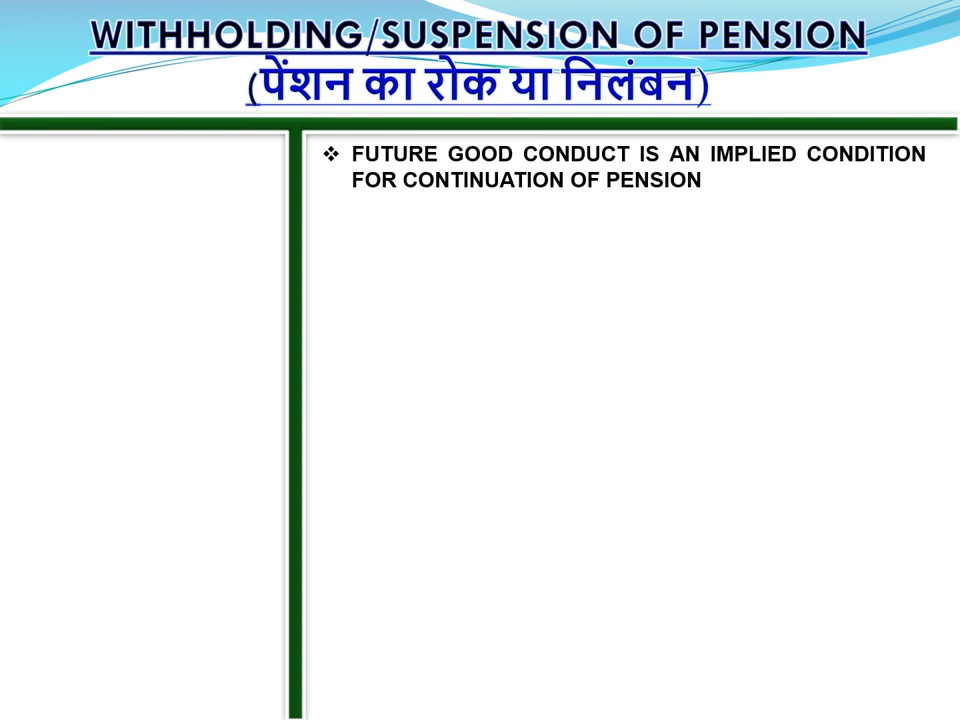 WITHHOLDING/SUSPENSION OF PENSION
(पेंशन का रोक या निलंबन)
❖ FUTURE GOOD CONDUCT IS AN IMPLIED CONDITION
FOR CONTINUATION OF PENSION